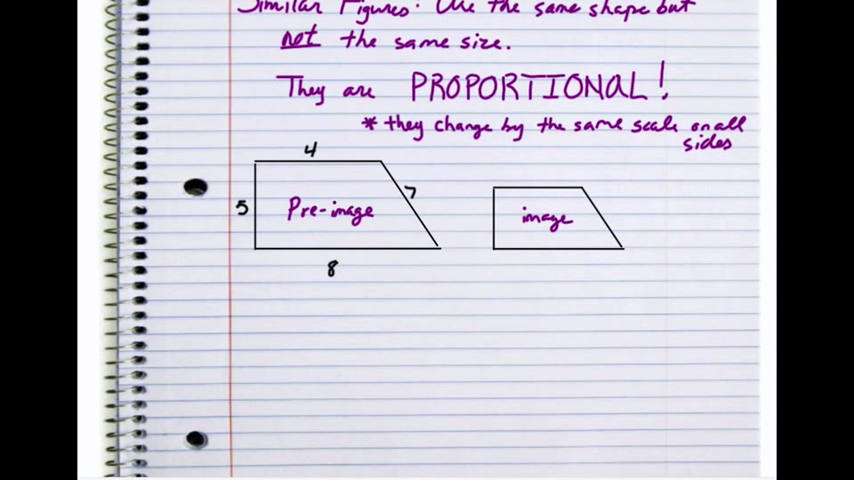 Similar Figures: are the same shape but
not the same size.
They are PROPORTIONAL!
* they change by the same scale on all
sides
4
5 Pre-image 7
image
8